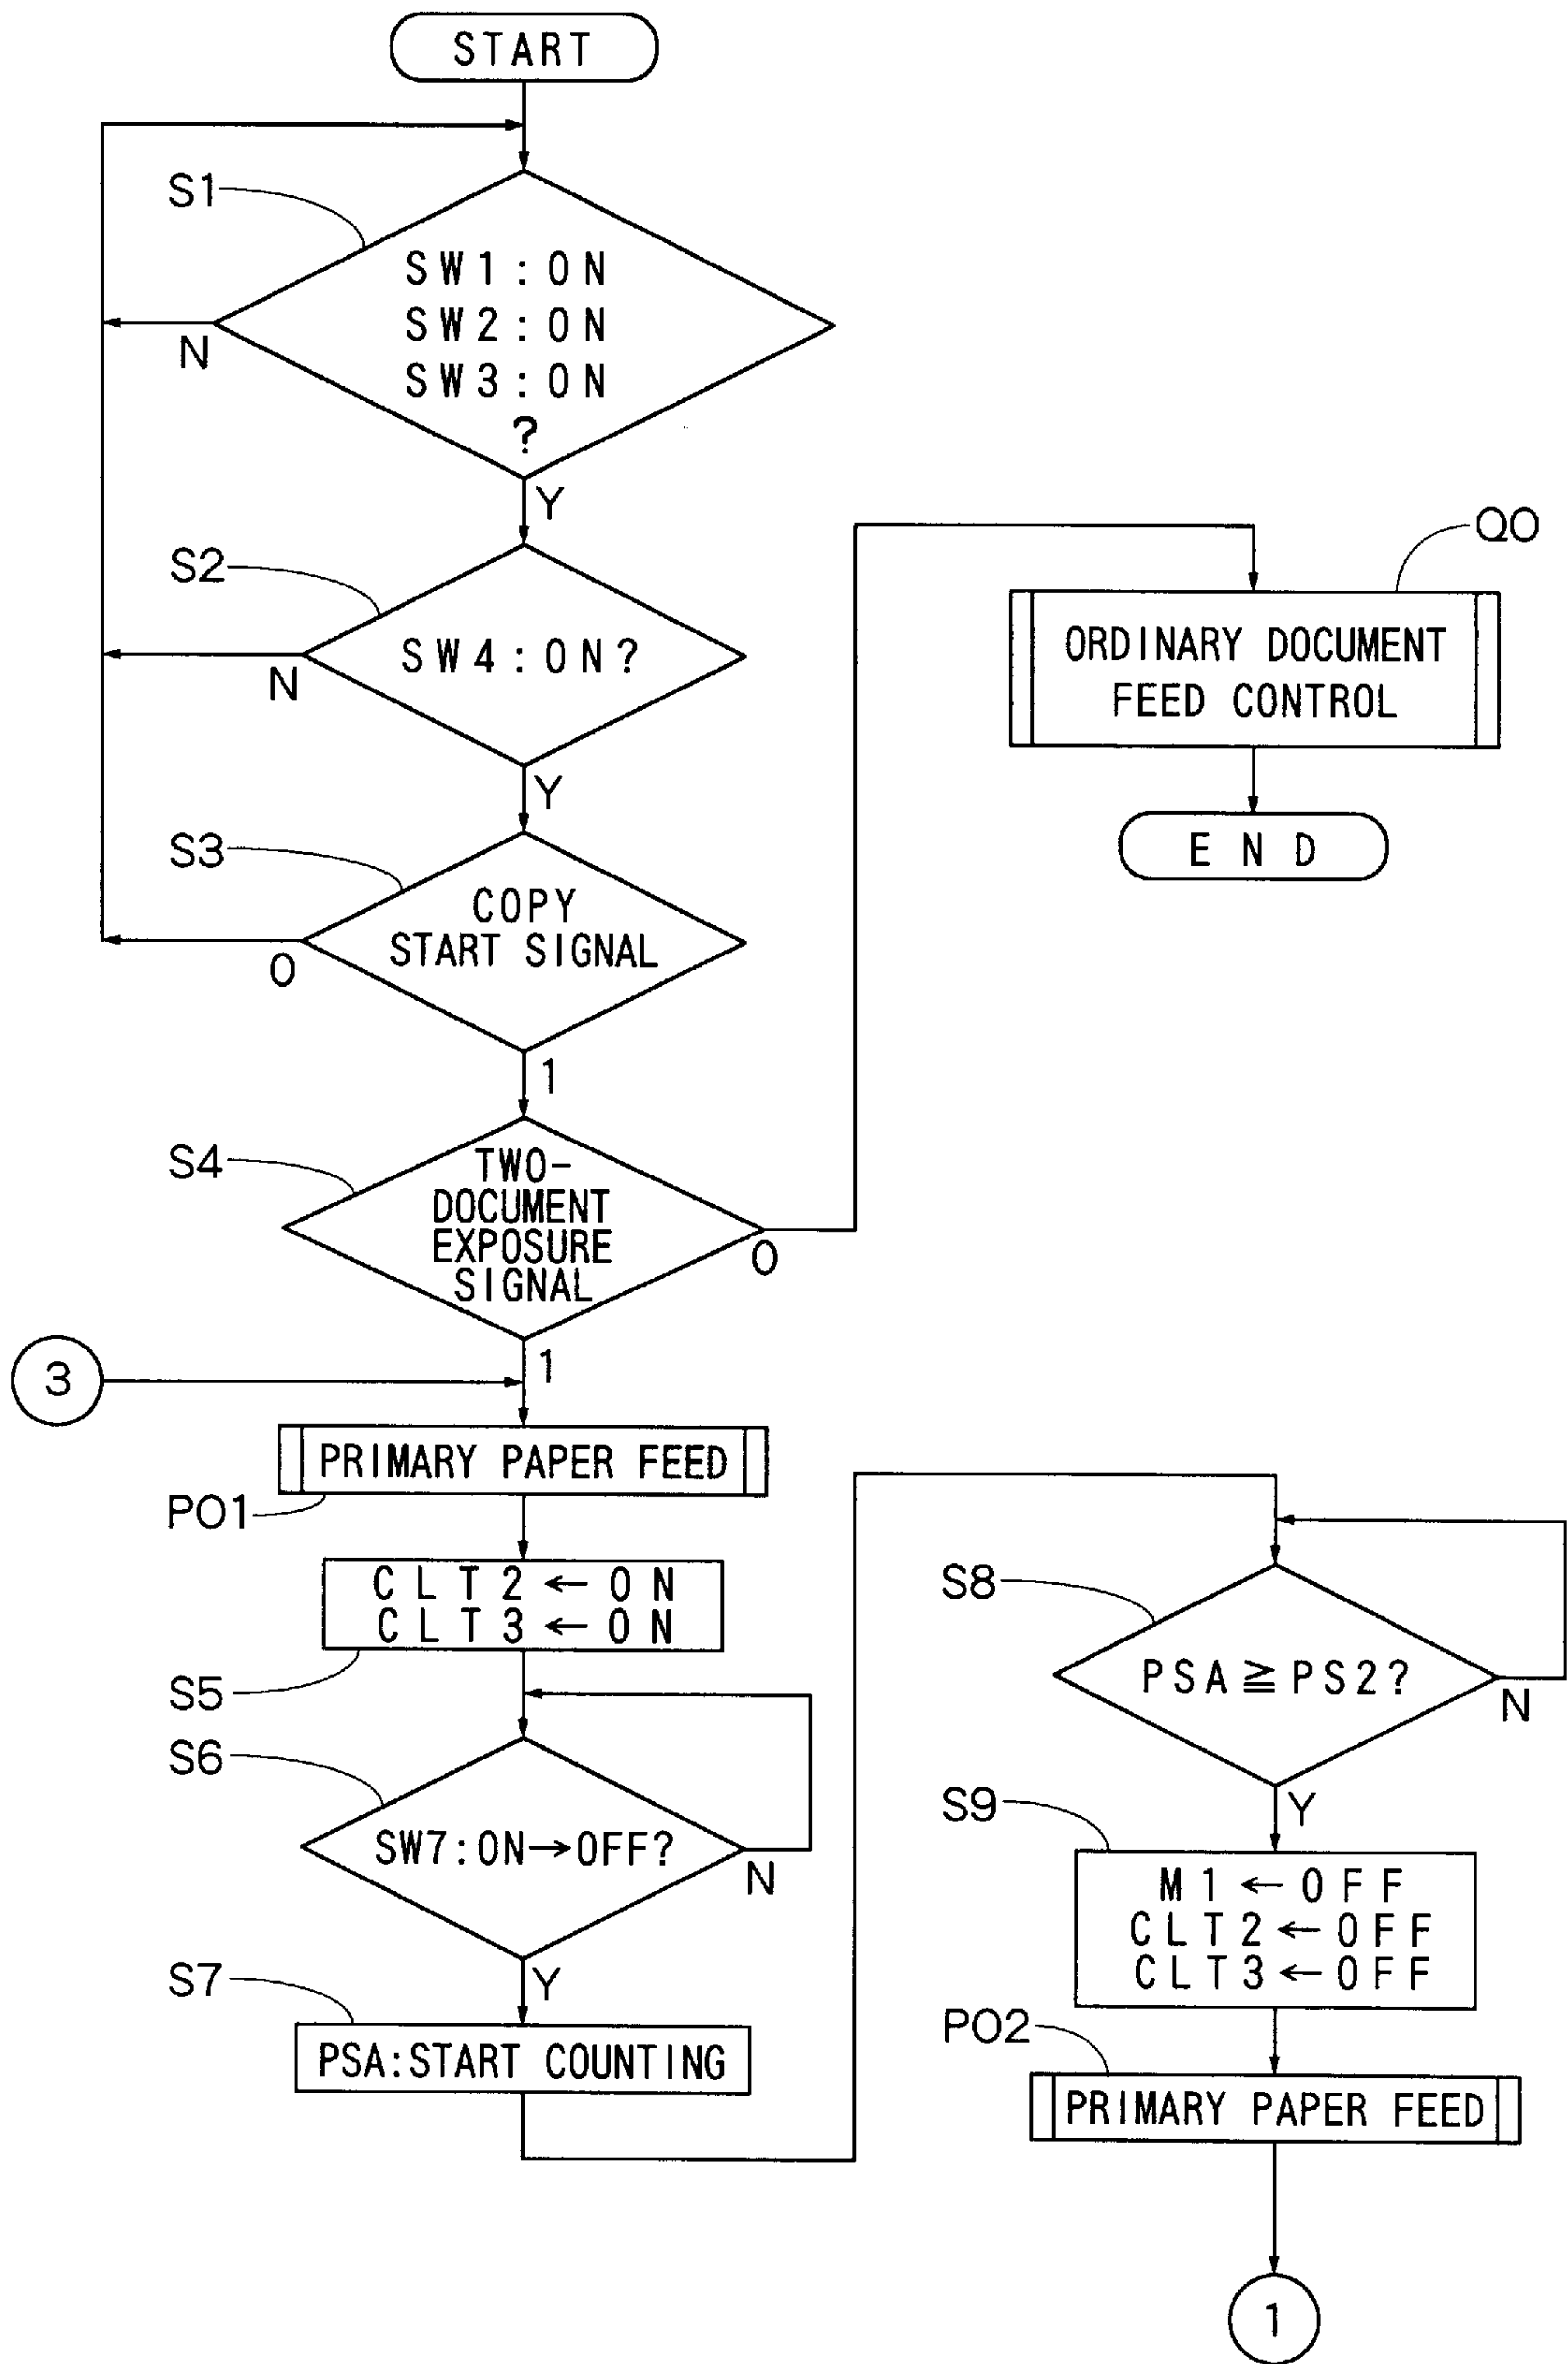 START
S1
SW1:ON
SW2:ON
SW3:ON
?
N
Y
S2
SW4:ON?
N
Y
S3
COPY
START SIGNAL
0
1
S4
TWO-
DOCUMENT
EXPOSURE
SIGNAL
0
1
Q0
ORDINARY DOCUMENT
FEED CONTROL
END
3
PRIMARY PAPER FEED
P01
CLT2←ON
CLT3←ON
S5
S6
SW7:ON→OFF?
N
Y
S7
PSA:START COUNTING
S8
PSA≧PS2?
N
Y
S9
M1←OFF
CLT2←OFF
CLT3←OFF
P02
PRIMARY PAPER FEED
1